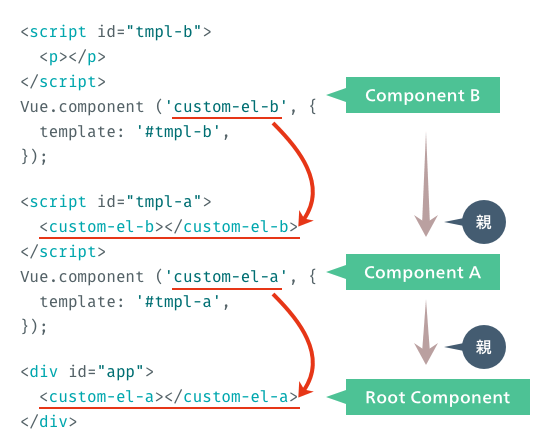 <script id="tmpl-b">
  <p></p>
</script>
Vue.component ('custom-el-b', {
  template: '#tmpl-b',
});
Component B
<script id="tmpl-a">
  <custom-el-b></custom-el-b>
</script>
Vue.component ('custom-el-a', {
  template: '#tmpl-a',
});
親
Component A
親
<div id="app">
  <custom-el-a></custom-el-a>
</div>
Root Component